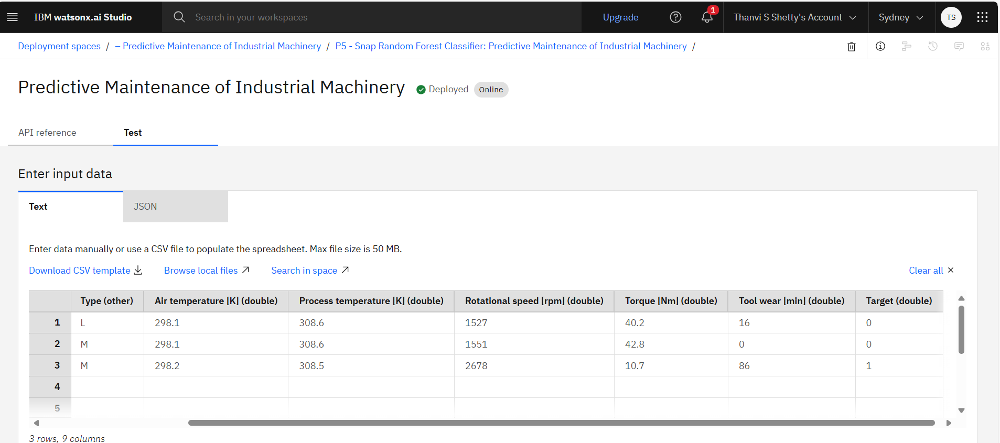 IBM watsonx.ai Studio Search in your workspaces Upgrade 1 Thanvi S Shetty's Account Sydney TS
Deployment spaces / – Predictive Maintenance of Industrial Machinery / P5 - Snap Random Forest Classifier: Predictive Maintenance of Industrial Machinery /
Predictive Maintenance of Industrial Machinery Deployed Online
API reference Test
Enter input data
Text JSON
Enter data manually or use a CSV file to populate the spreadsheet. Max file size is 50 MB.
Download CSV template Browse local files Search in space Clear all
Type (other) Air temperature [K] (double) Process temperature [K] (double) Rotational speed [rpm] (double) Torque [Nm] (double) Tool wear [min] (double) Target (double)
1 L 298.1 308.6 1527 40.2 16 0
2 M 298.1 308.6 1551 42.8 0 0
3 M 298.2 308.5 2678 10.7 86 1
4
5
3 rows, 9 columns